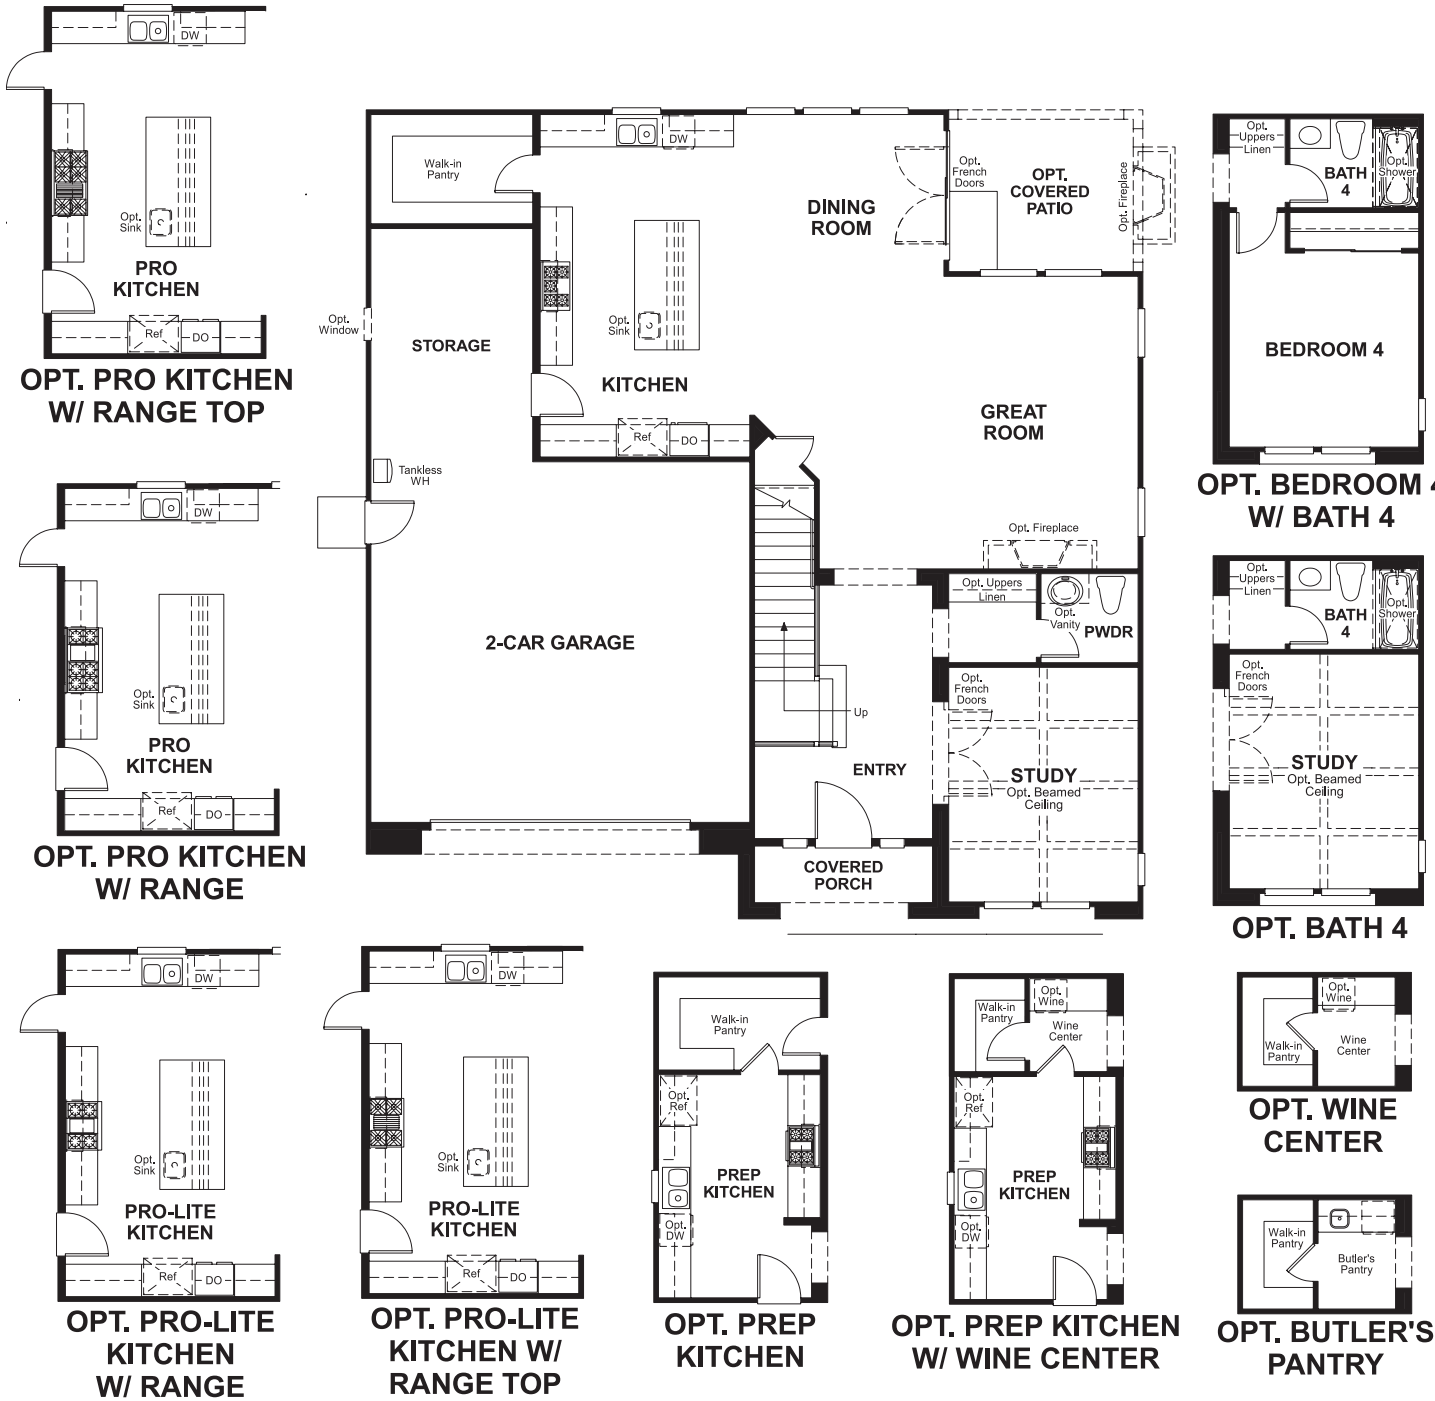 DW
Opt.
Sink
PRO
KITCHEN
Ref
DO
OPT. PRO KITCHEN
W/ RANGE TOP
DW
Opt.
Sink
PRO
KITCHEN
Ref
DO
OPT. PRO KITCHEN
W/ RANGE
DW
Opt.
Sink
PRO-LITE
KITCHEN
Ref
DO
OPT. PRO-LITE
KITCHEN
W/ RANGE
DW
Opt.
Sink
PRO-LITE
KITCHEN
Ref
DO
OPT. PRO-LITE
KITCHEN W/
RANGE TOP
Walk-in
Pantry
DW
Opt.
French
Doors
OPT.
COVERED
PATIO
Opt. Fireplace
DINING
ROOM
Opt.
Window
STORAGE
Opt.
Sink
KITCHEN
GREAT
ROOM
Ref
DO
Tankless
WH
Opt. Fireplace
Opt. Uppers
Linen
Opt.
Vanity
PWDR
2-CAR GARAGE
Up
Opt.
French
Doors
ENTRY
STUDY
Opt. Beamed
Ceiling
COVERED
PORCH
Opt.
Uppers
Linen
BATH
4
Opt.
Shower
BEDROOM 4
OPT. BEDROOM 4
W/ BATH 4
Opt.
Uppers
Linen
BATH
4
Opt.
Shower
Opt.
French
Doors
STUDY
Opt. Beamed
Ceiling
OPT. BATH 4
Walk-in
Pantry
Opt.
Ref
PREP
KITCHEN
Opt.
DW
OPT. PREP
KITCHEN
Opt.
Wine
Walk-in
Pantry
Wine
Center
Opt.
Ref
PREP
KITCHEN
Opt.
DW
OPT. PREP KITCHEN
W/ WINE CENTER
Opt.
Wine
Walk-in
Pantry
Wine
Center
OPT. WINE
CENTER
Walk-in
Pantry
Butler's
Pantry
OPT. BUTLER'S
PANTRY